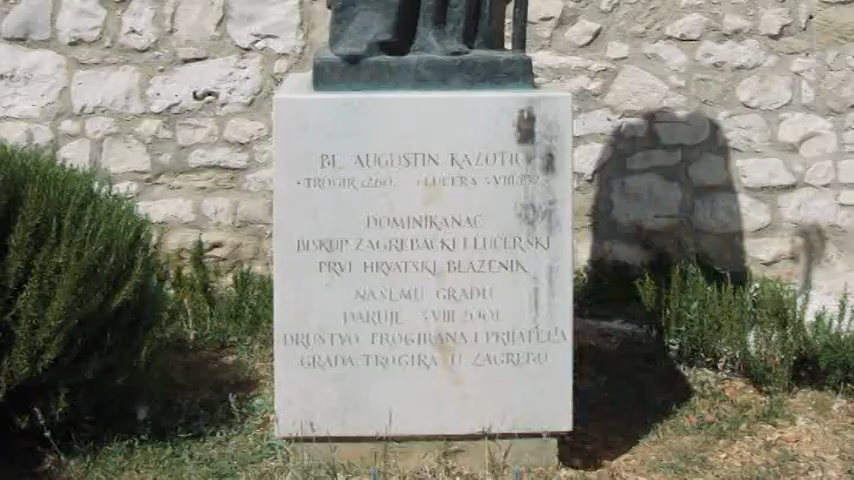 BL. AUGUSTIN KAZOTIĆ
TROGIR 1260. LUCERA 3.VIII.1323.
DOMINIKANAC
BISKUP ZAGREBAČKI I LUCERSKI
PRVI HRVATSKI BLAŽENIK
NAŠEMU GRADU
DARUJE 3.VIII 2001.
DRUŠTVO TROGIRANA I PRIJATELJA
GRADA TROGIRA U ZAGREBU